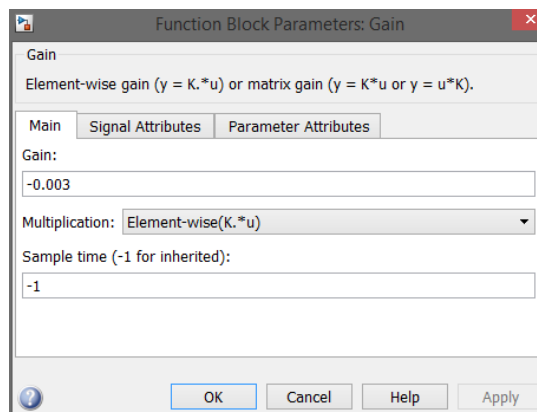 Function Block Parameters: Gain
Gain
Element-wise gain (y = K.*u) or matrix gain (y = K*u or y = u*K).
Main Signal Attributes Parameter Attributes
Gain:
-0.003
Multiplication: Element-wise(K.*u)
Sample time (-1 for inherited):
-1
OK Cancel Help Apply